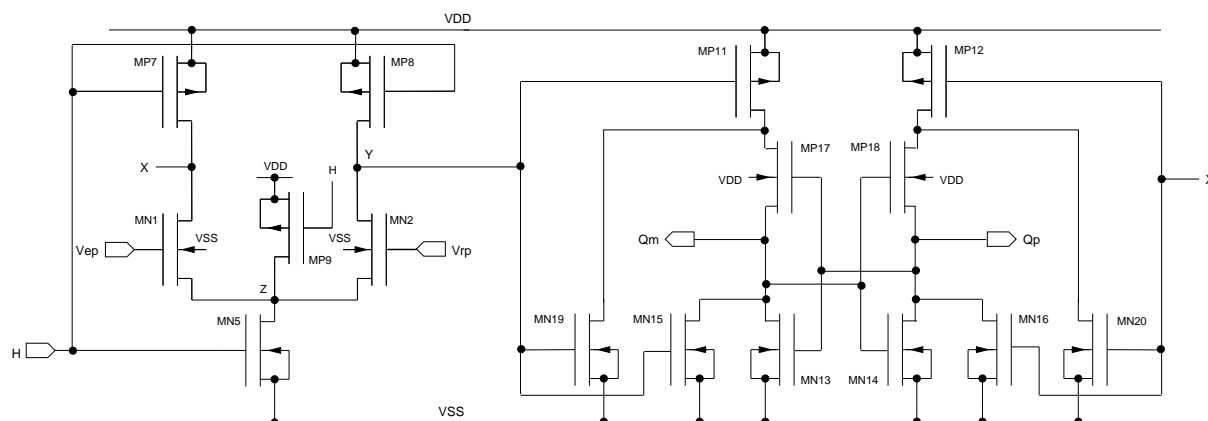 VDD
MP7
MP8
MP11
MP12
Y
X
VDD
H
MP17
MP18
VDD
VDD
X
MN1
MN2
VSS
VSS
Vep
Vrp
MP9
Qm
Qp
Z
MN5
MN19
MN15
MN16
MN20
H
MN13
MN14
VSS